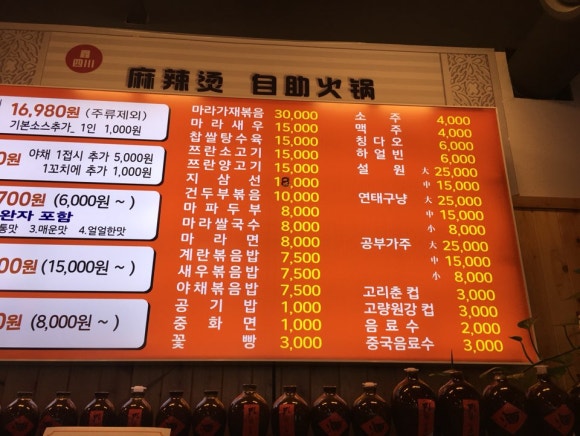 四川
麻辣烫 自助火锅
16,980원 (주류제외)
기본소스추가_1인 1,000원
0원 야채 1접시 추가 5,000원
1꼬치에 추가 1,000원
700원 (6,000원 ~)
완자 포함
통맛 3.매운맛 4.얼얼한맛
00원 (15,000원 ~)
0원 (8,000원 ~)
마라가재볶음 30,000
마라새우 15,000
찹쌀탕수육 15,000
쯔란소고기 15,000
쯔란양고기 15,000
지삼선 18,000
건두부볶음 10,000
마파두부 8,000
마라쌀국수 8,000
마라면 8,000
계란볶음밥 7,500
새우볶음밥 7,500
야채볶음밥 7,500
공기밥 1,000
중화면 1,000
꽃빵 3,000
소주 4,000
맥주 4,000
칭다오 6,000
하얼빈 6,000
설원 大 25,000
中 15,000
연태구냥 大 25,000
中 15,000
小 8,000
공부가주 大 25,000
中 15,000
小 8,000
고리춘 컵 3,000
고량원강 컵 3,000
음료수 2,000
중국음료수 3,000